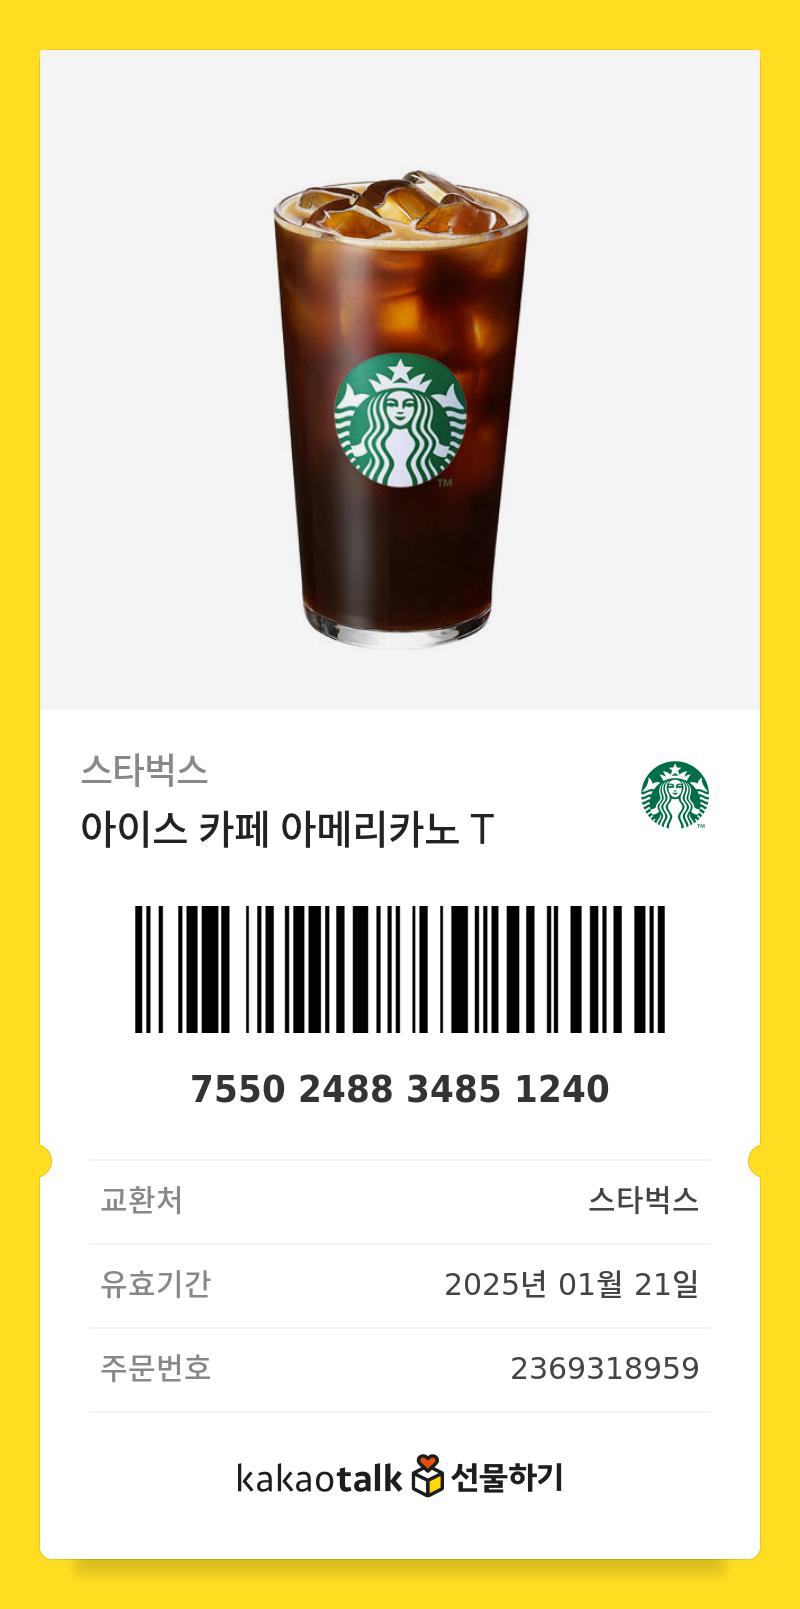 TM
스타벅스
아이스 카페 아메리카노 T
TM
7550 2488 3485 1240
교환처 스타벅스
유효기간 2025년 01월 21일
주문번호 2369318959
kakaotalk 선물하기